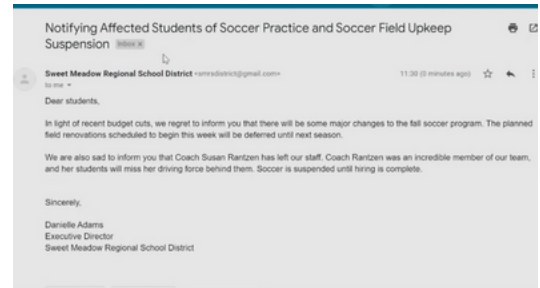 Notifying Affected Students of Soccer Practice and Soccer Field Upkeep
Suspension Inbox x
Sweet Meadow Regional School District <smrsdistrict@gmail.com> 11:30 (0 minutes ago)
to me
Dear students,
In light of recent budget cuts, we regret to inform you that there will be some major changes to the fall soccer program. The planned
field renovations scheduled to begin this week will be deferred until next season.
We are also sad to inform you that Coach Susan Rantzen has left our staff. Coach Rantzen was an incredible member of our team,
and her students will miss her driving force behind them. Soccer is suspended until hiring is complete.
Sincerely,
Danielle Adams
Executive Director
Sweet Meadow Regional School District